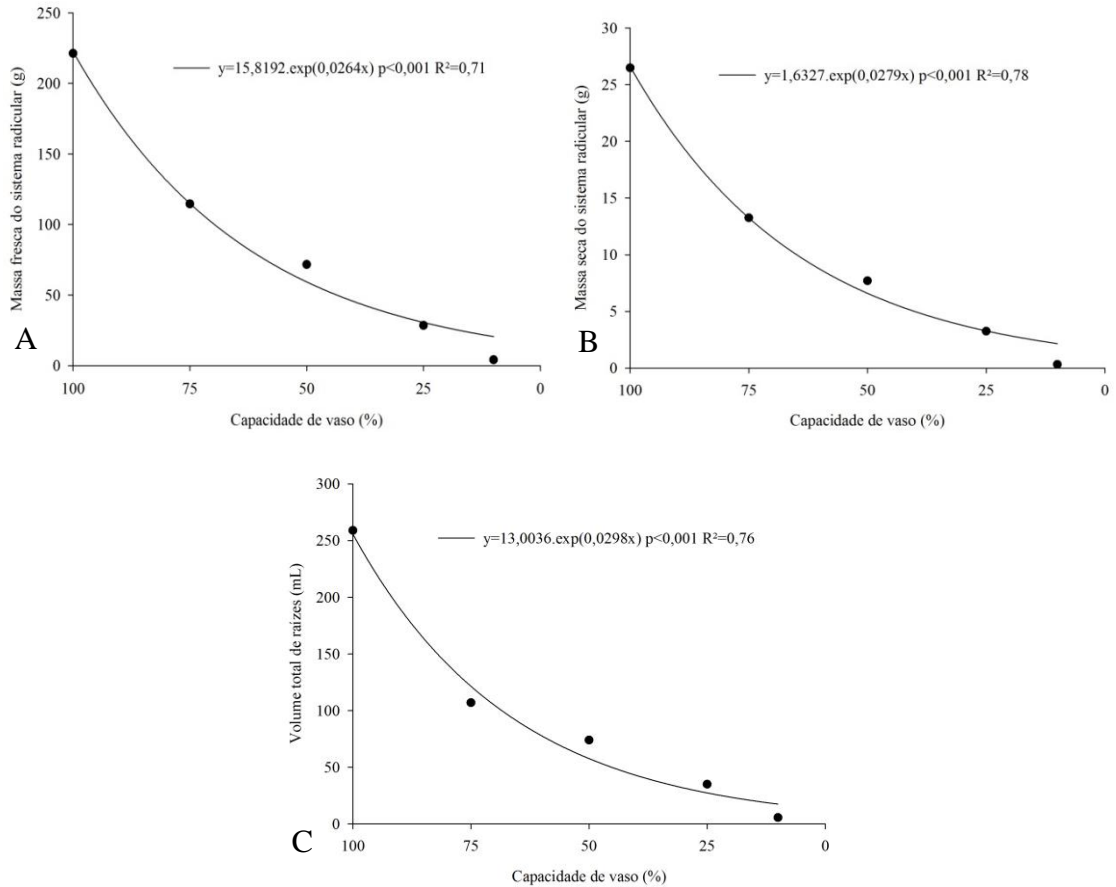 250
200
150
100
50
0
Massa fresca do sistema radicular (g)
y=15,8192.exp(0,0264x) p<0,001 R²=0,71
A
100 75 50 25 0
Capacidade de vaso (%)
30
25
20
15
10
5
0
Massa seca do sistema radicular (g)
y=1,6327.exp(0,0279x) p<0,001 R²=0,78
B
100 75 50 25 0
Capacidade de vaso (%)
300
250
200
150
100
50
0
Volume total de raízes (mL)
y=13,0036.exp(0,0298x) p<0,001 R²=0,76
C
100 75 50 25 0
Capacidade de vaso (%)